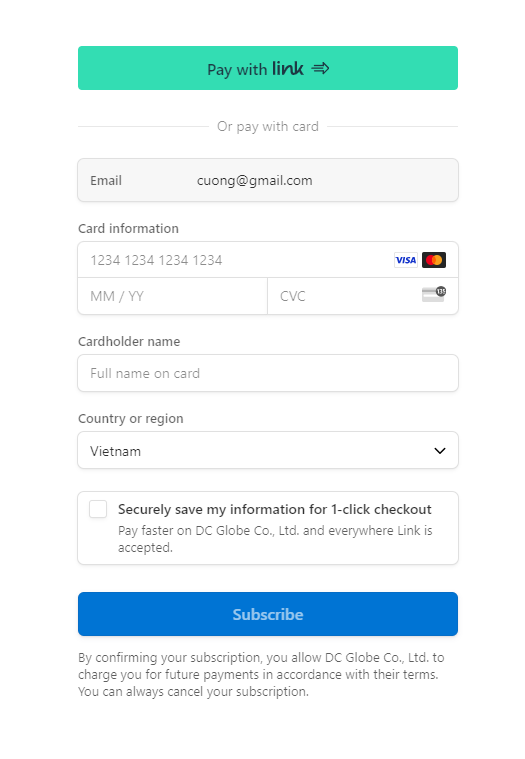 Pay with link
Or pay with card
Email cuong@gmail.com
Card information
1234 1234 1234 1234 VISA
MM / YY CVC 135
Cardholder name
Full name on card
Country or region
Vietnam
Securely save my information for 1-click checkout
Pay faster on DC Globe Co., Ltd. and everywhere Link is
accepted.
Subscribe
By confirming your subscription, you allow DC Globe Co., Ltd. to
charge you for future payments in accordance with their terms.
You can always cancel your subscription.